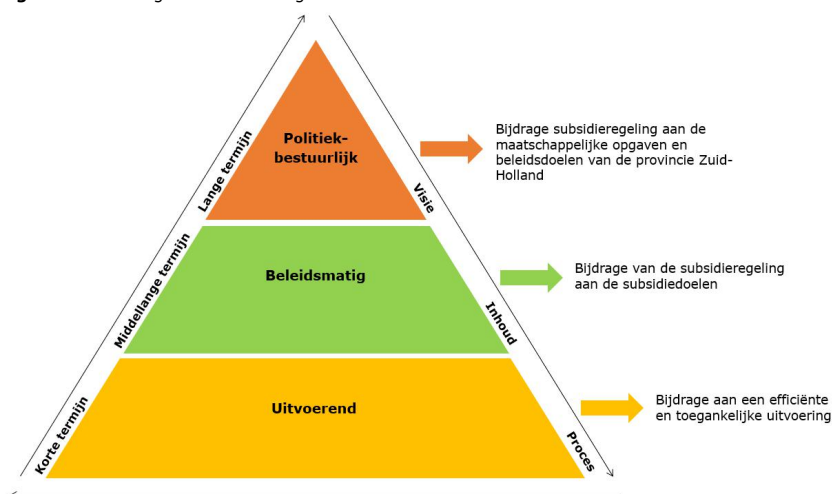 Politiek-
bestuurlijk
Lange termijn
Visie
Bijdrage subsidieregeling aan de
maatschappelijke opgaven en
beleidsdoelen van de provincie Zuid-
Holland
Beleidsmatig
Middellange termijn
Inhoud
Bijdrage van de subsidieregeling
aan de subsidiedoelen
Uitvoerend
Korte termijn
Proces
Bijdrage aan een efficiënte
en toegankelijke uitvoering